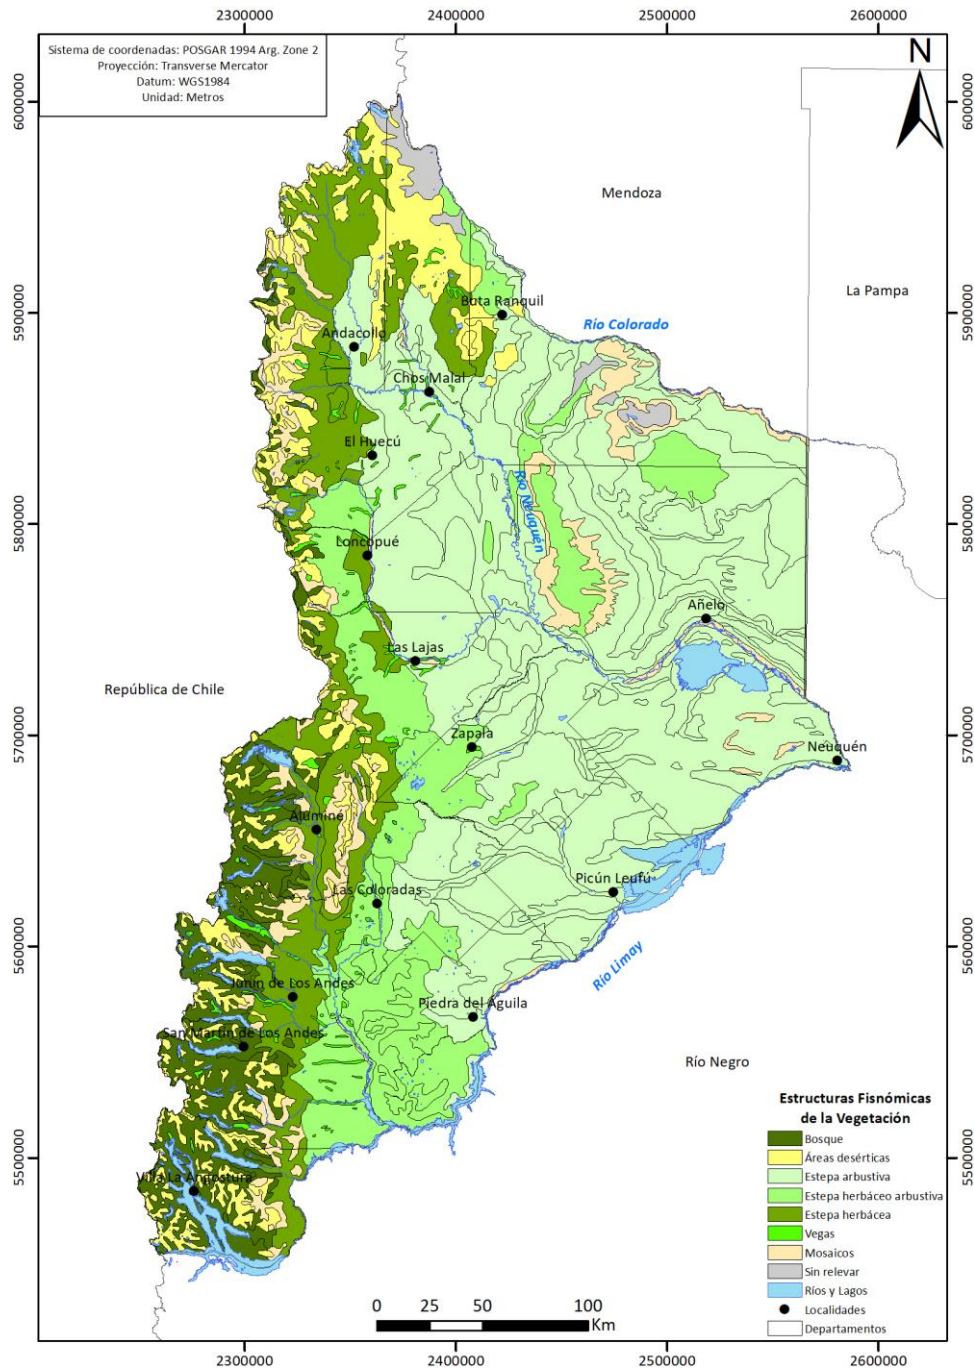 2300000
2400000
2500000
2600000
Sistema de coordenadas: POSGAR 1994 Arg. Zone 2
Proyección: Transverse Mercator
Datum: WGS1984
Unidad: Metros
N
6000000
6000000
Mendoza
La Pampa
Buta Ranquil
5900000
5900000
Río Colorado
Andacollo
Chos Malal
El Huecú
Río Neuquén
5800000
5800000
Loncopué
Añelo
Las Lajas
República de Chile
Zapala
Neuquén
5700000
5700000
Aluminé
Picún Leufú
Las Coloradas
5600000
5600000
Río Limay
Junín de Los Andes
Piedra del Águila
San Martín de Los Andes
Río Negro
Estructuras Fisnómicas
de la Vegetación
Bosque
Áreas desérticas
Estepa arbustiva
Estepa herbáceo arbustiva
Estepa herbácea
Vegas
Mosaicos
Sin relevar
Ríos y Lagos
Localidades
Departamentos
5500000
5500000
Villa La Angostura
0 25 50 100
Km
2300000
2400000
2500000
2600000